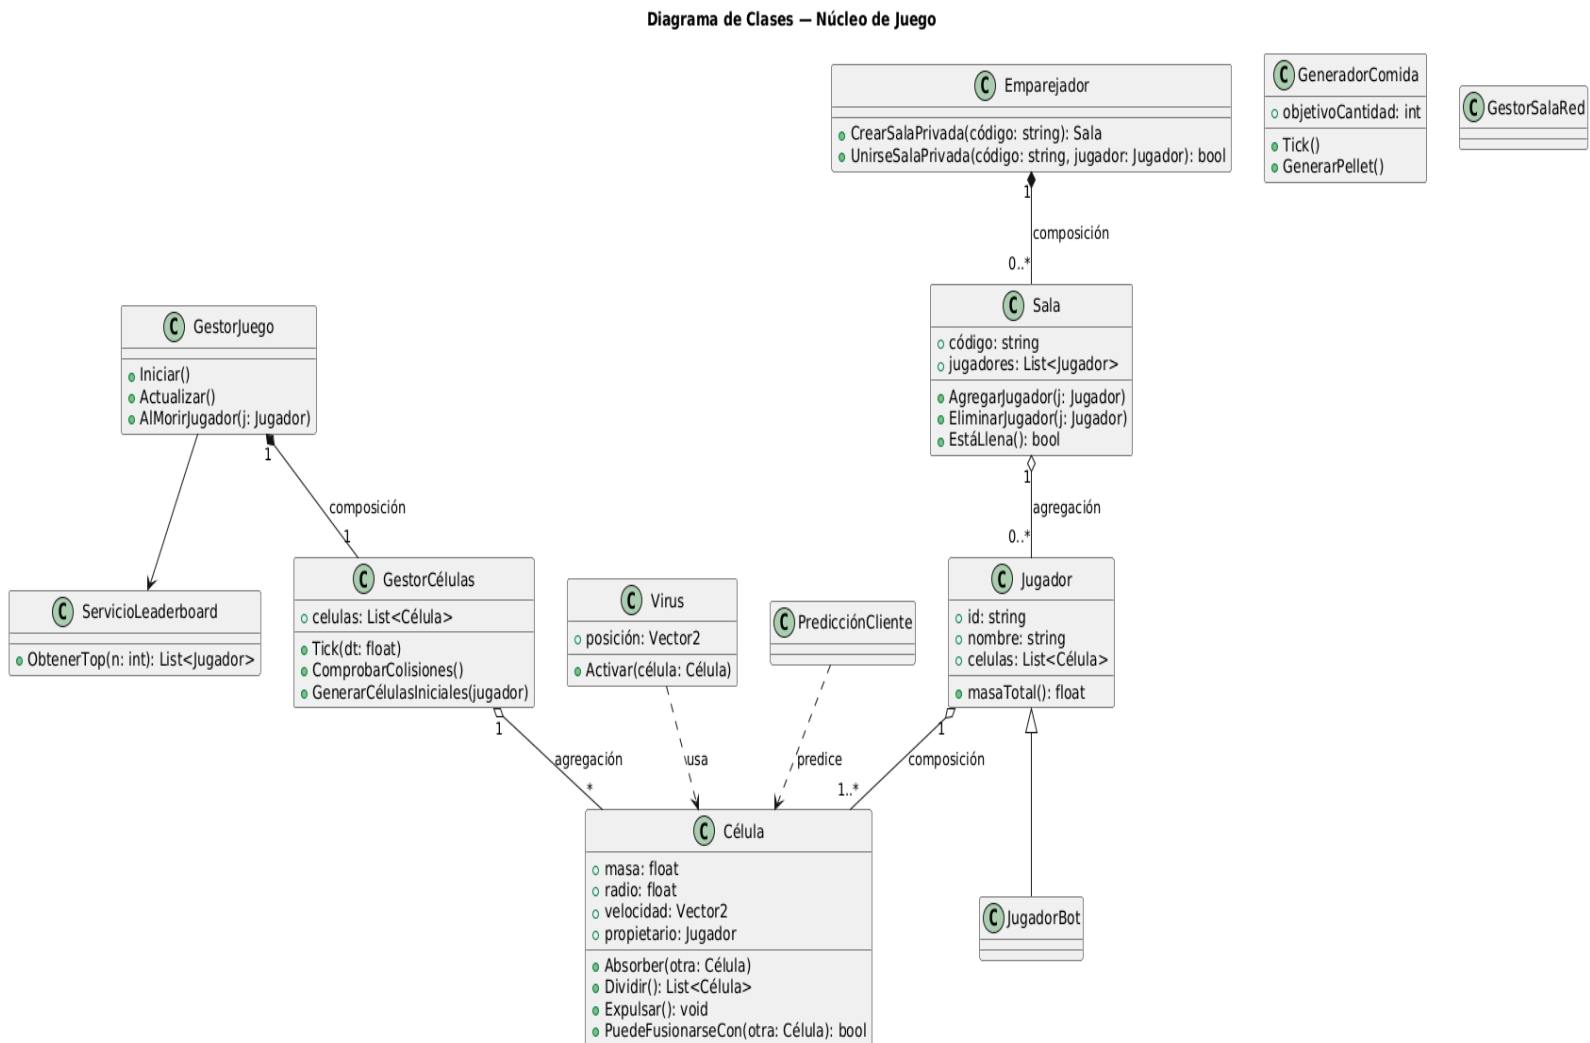 Diagrama de Clases — Núcleo de Juego
C Emparejador
CrearSalaPrivada(código: string): Sala
UnirseSalaPrivada(código: string, jugador: Jugador): bool
C GeneradorComida
objetivoCantidad: int
Tick()
GenerarPellet()
C GestorSalaRed
1
composición
0..*
C Sala
código: string
jugadores: List<Jugador>
AgregarJugador(j: Jugador)
EliminarJugador(j: Jugador)
EstáLlena(): bool
C GestorJuego
Iniciar()
Actualizar()
AlMorirJugador(j: Jugador)
1
composición
1
1
agregación
0..*
C ServicioLeaderboard
ObtenerTop(n: int): List<Jugador>
C GestorCélulas
celulas: List<Célula>
Tick(dt: float)
ComprobarColisiones()
GenerarCélulasIniciales(jugador)
C Virus
posición: Vector2
Activar(célula: Célula)
C PredicciónCliente
C Jugador
id: string
nombre: string
celulas: List<Célula>
masaTotal(): float
1
agregación
*
usa
predice
1
composición
1..*
C Célula
masa: float
radio: float
velocidad: Vector2
propietario: Jugador
Absorber(otra: Célula)
Dividir(): List<Célula>
Expulsar(): void
PuedeFusionarseCon(otra: Célula): bool
C JugadorBot